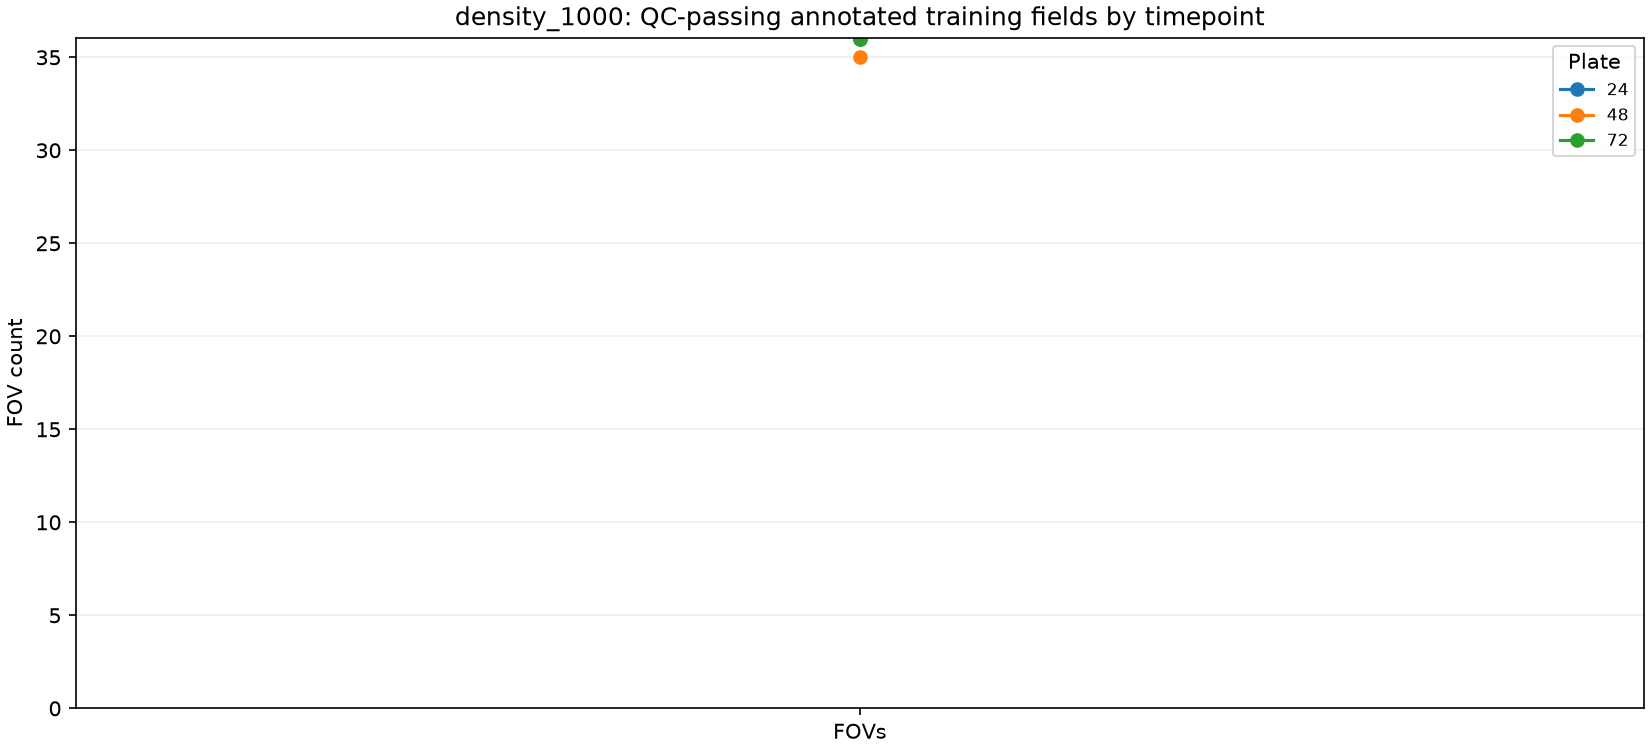 density_1000: QC-passing annotated training fields by timepoint
35
30
25
20
15
10
5
0
FOV count
FOVs
Plate
24
48
72